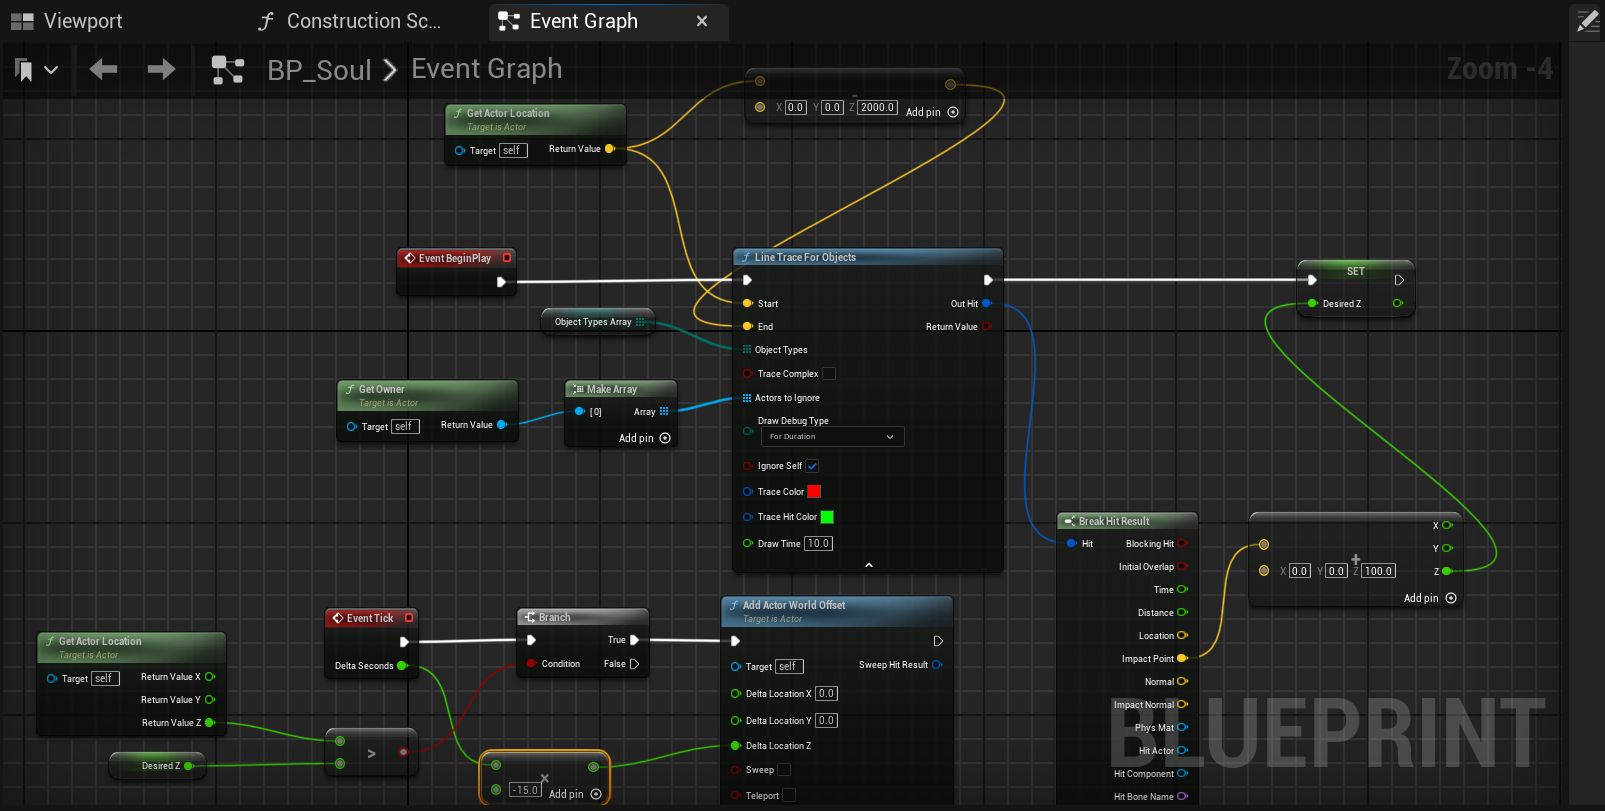 Viewport
Construction Sc...
Event Graph
BP_Soul
Event Graph
Zoom -4
X 0.0 Y 0.0 Z 2000.0
-
Add pin
Get Actor Location
Target is Actor
Target self
Return Value
Event BeginPlay
Line Trace For Objects
Start
Out Hit
End
Return Value
Object Types
Trace Complex
Actors to Ignore
Draw Debug Type
For Duration
Ignore Self
Trace Color
Trace Hit Color
Draw Time 10.0
SET
Desired Z
Object Types Array
Get Owner
Target is Actor
Target self
Return Value
Make Array
[0]
Array
Add pin
Break Hit Result
Hit
Blocking Hit
Initial Overlap
Time
Distance
Location
Impact Point
Normal
Impact Normal
Phys Mat
Hit Actor
Hit Component
Hit Bone Name
X
Y
+
X 0.0 Y 0.0 Z 100.0
Z
Add pin
Event Tick
Delta Seconds
Branch
True
Condition
False
Add Actor World Offset
Target is Actor
Target self
Sweep Hit Result
Delta Location X 0.0
Delta Location Y 0.0
Delta Location Z
Sweep
Teleport
Get Actor Location
Target is Actor
Target self
Return Value X
Return Value Y
Return Value Z
Desired Z
>
×
-15.0
Add pin
BLUEPRINT